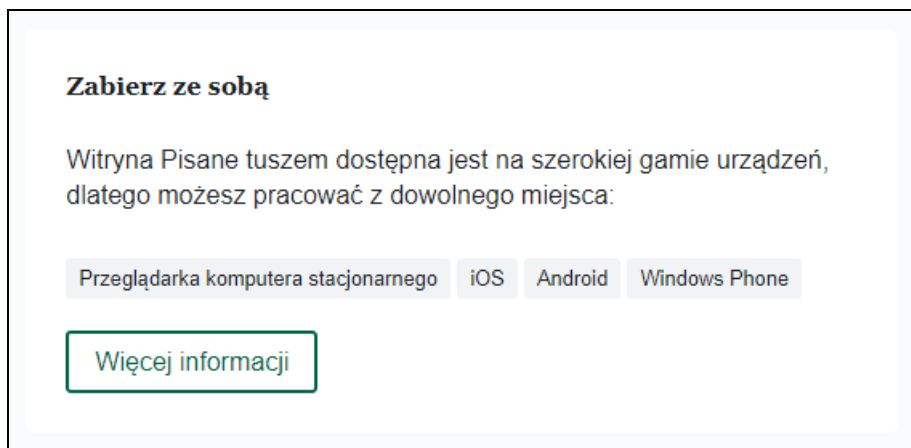 Zabierz ze sobą
Witryna Pisane tuszem dostępna jest na szerokiej gamie urządzeń,
dlatego możesz pracować z dowolnego miejsca:
Przeglądarka komputera stacjonarnego iOS Android Windows Phone
Więcej informacji